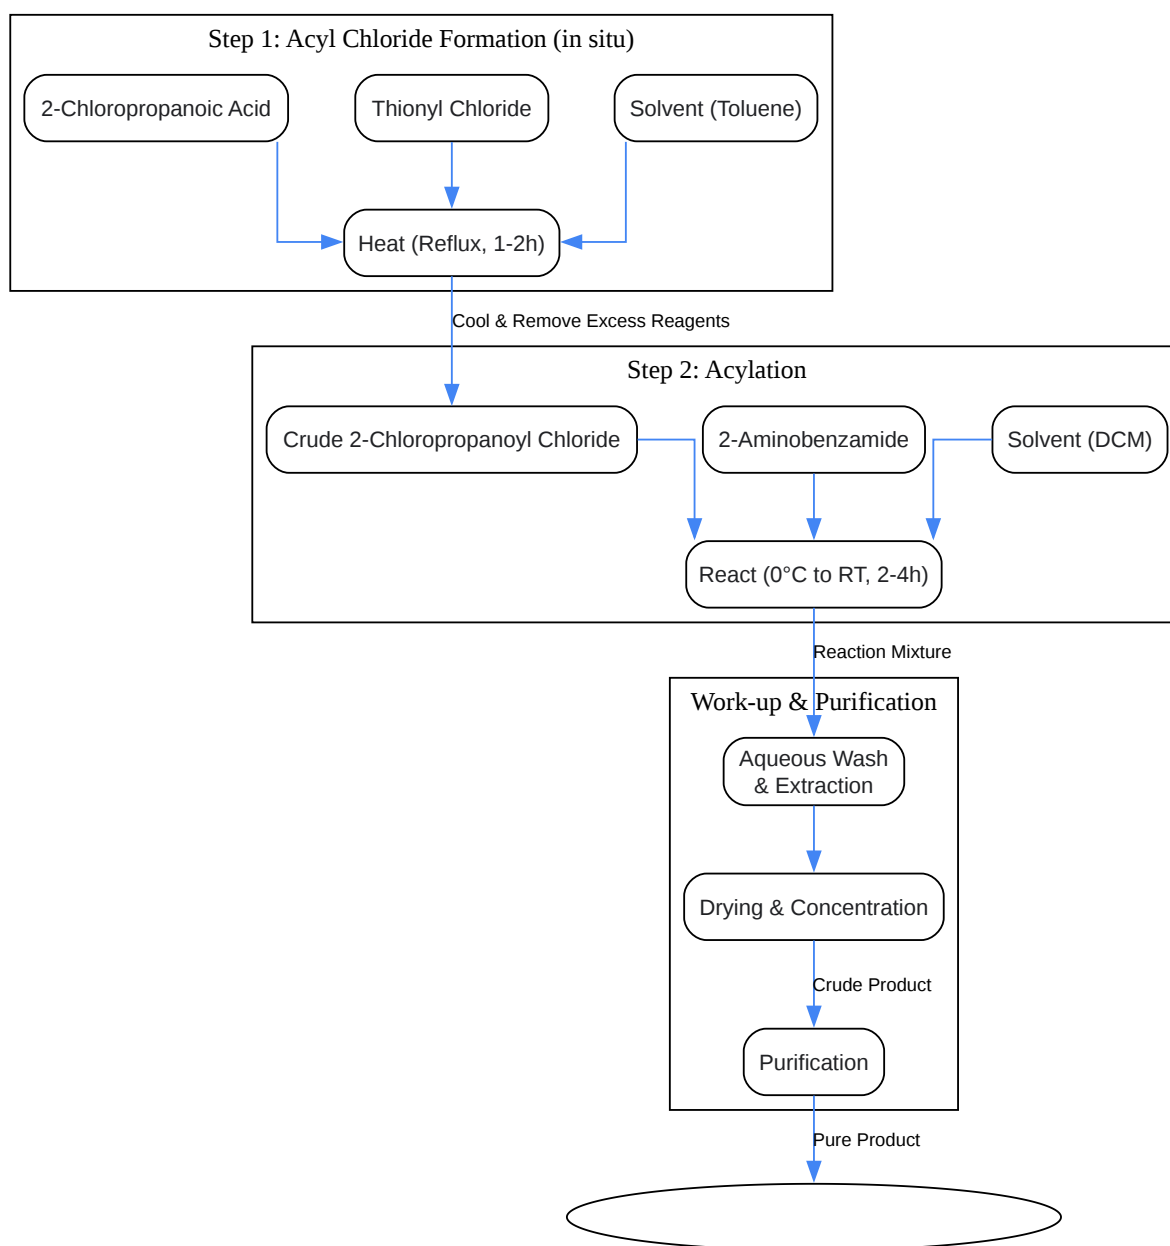 Step 1: Acyl Chloride Formation (in situ)
2-Chloropropanoic Acid
Thionyl Chloride
Solvent (Toluene)
Heat (Reflux, 1-2h)
Cool & Remove Excess Reagents
Step 2: Acylation
Crude 2-Chloropropanoyl Chloride
2-Aminobenzamide
Solvent (DCM)
React (0°C to RT, 2-4h)
Reaction Mixture
Work-up & Purification
Aqueous Wash
& Extraction
Drying & Concentration
Crude Product
Purification
Pure Product